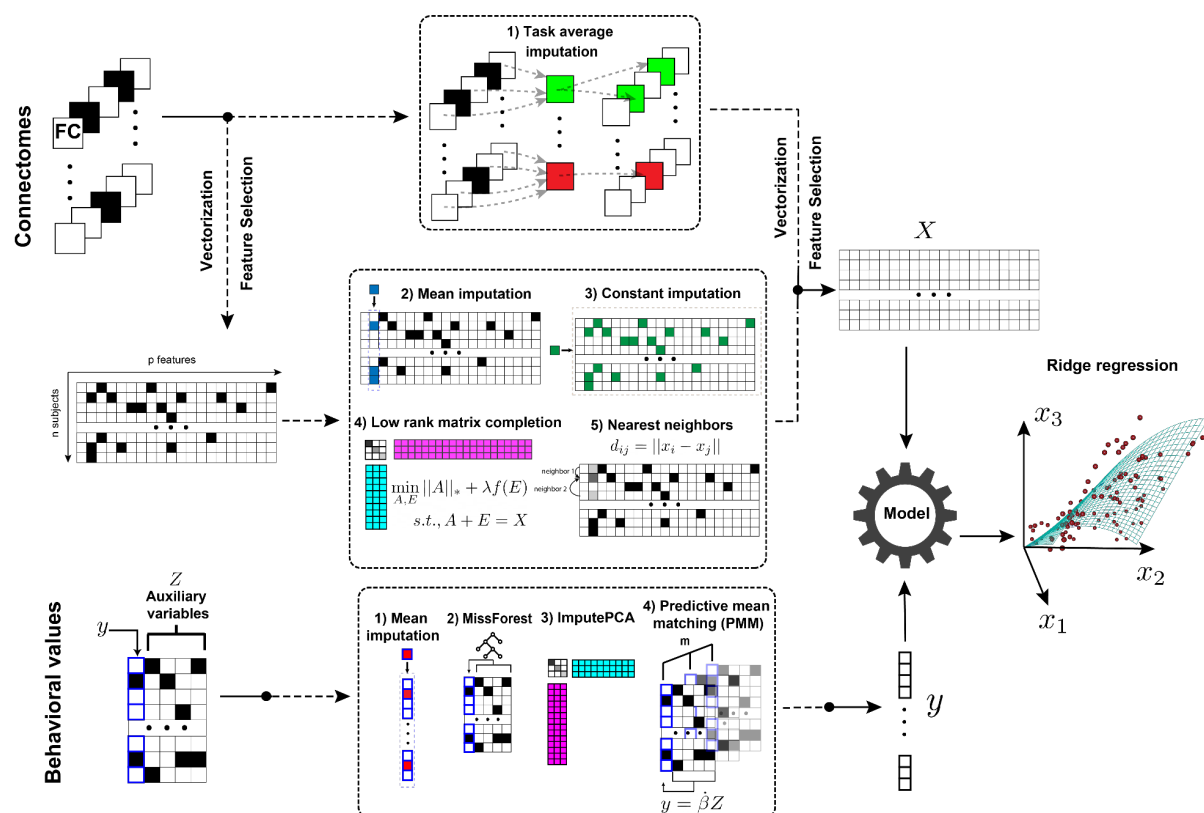 Connectomes
FC
Vectorization
Feature Selection
1) Task average
imputation
Vectorization
Feature Selection
X
p features
n subjects
2) Mean imputation
3) Constant imputation
4) Low rank matrix completion
min ||A||_* + λf(E)
A,E
s.t., A + E = X
5) Nearest neighbors
d_{ij} = ||x_i − x_j||
neighbor 1
neighbor 2
Ridge regression
x_3
x_2
x_1
Model
Behavioral values
Z
Auxiliary
variables
y
1) Mean
imputation
2) MissForest
3) ImputePCA
4) Predictive mean
matching (PMM)
m
y = β̇Z
y